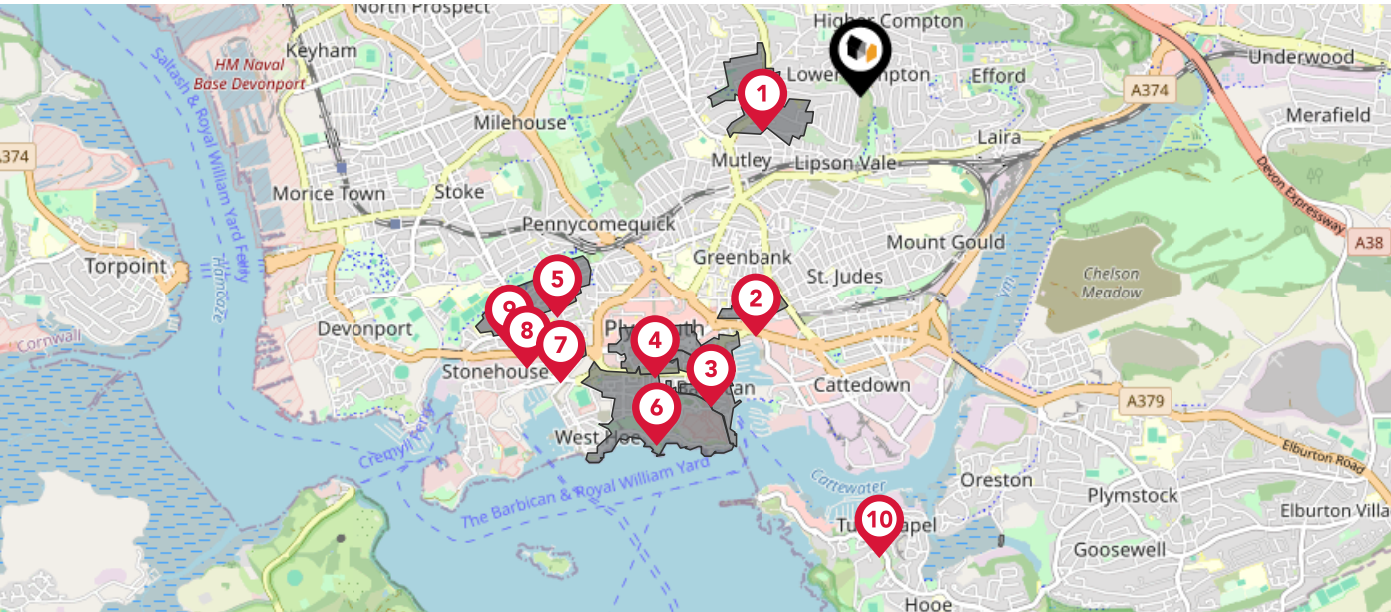 North Prospect
Higher Compton
Keyham
HM Naval
Base Devonport
Saltash & Royal William Yard Ferry
Lower Compton
Efford
Underwood
A374
Merafield
1
Milehouse
Laira
A374
Mutley
Lipson Vale
Devon Expressway
Morice Town
Stoke
Pennycomequick
Mount Gould
A38
Torpoint
Hamoaze
Greenbank
St. Judes
Chelson
Meadow
5
2
9
8
7
Plymouth
4
Devonport
Cornwall
Stonehouse
3
Cattedown
A379
6
West Hoe
Cremyll Ferry
Elburton Road
The Barbican & Royal William Yard
Cattewater
Oreston
Plymstock
Elburton Villa
10
Goosewell
Hooe